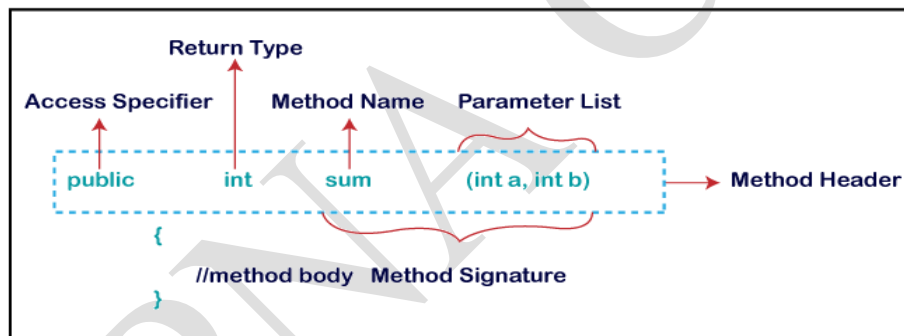 Return Type
Access Specifier Method Name Parameter List
public int sum (int a, int b) Method Header
{
//method body Method Signature
}